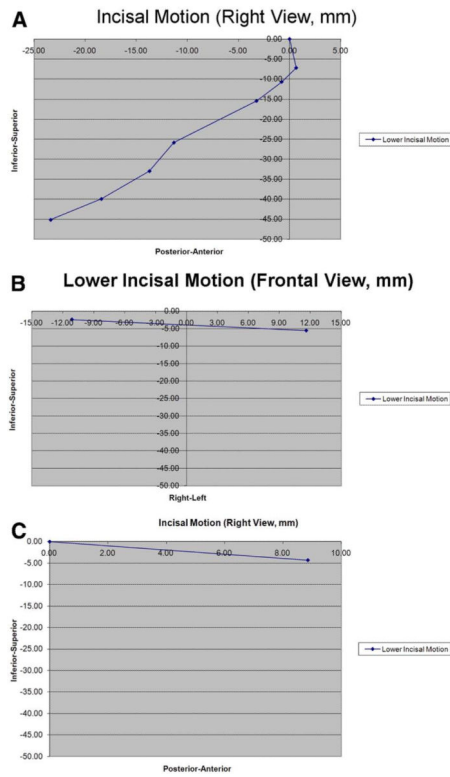 A
Incisal Motion (Right View, mm)
-25.00 -20.00 -15.00 -10.00 -5.00 0.00 5.00
0.00
-5.00
-10.00
-15.00
-20.00
-25.00
-30.00
-35.00
-40.00
-45.00
-50.00
Inferior-Superior
Posterior-Anterior
Lower Incisal Motion
B
Lower Incisal Motion (Frontal View, mm)
0.00
-15.00 -12.00 -9.00 -6.00 -3.00 0.00 3.00 6.00 9.00 12.00 15.00
-5.00
-10.00
-15.00
-20.00
-25.00
-30.00
-35.00
-40.00
-45.00
-50.00
Inferior-Superior
Right-Left
Lower Incisal Motion
C
Incisal Motion (Right View, mm)
0.00
0.00 2.00 4.00 6.00 8.00 10.00
-5.00
-10.00
-15.00
-20.00
-25.00
-30.00
-35.00
-40.00
-45.00
-50.00
Inferior-Superior
Posterior-Anterior
Lower Incisal Motion